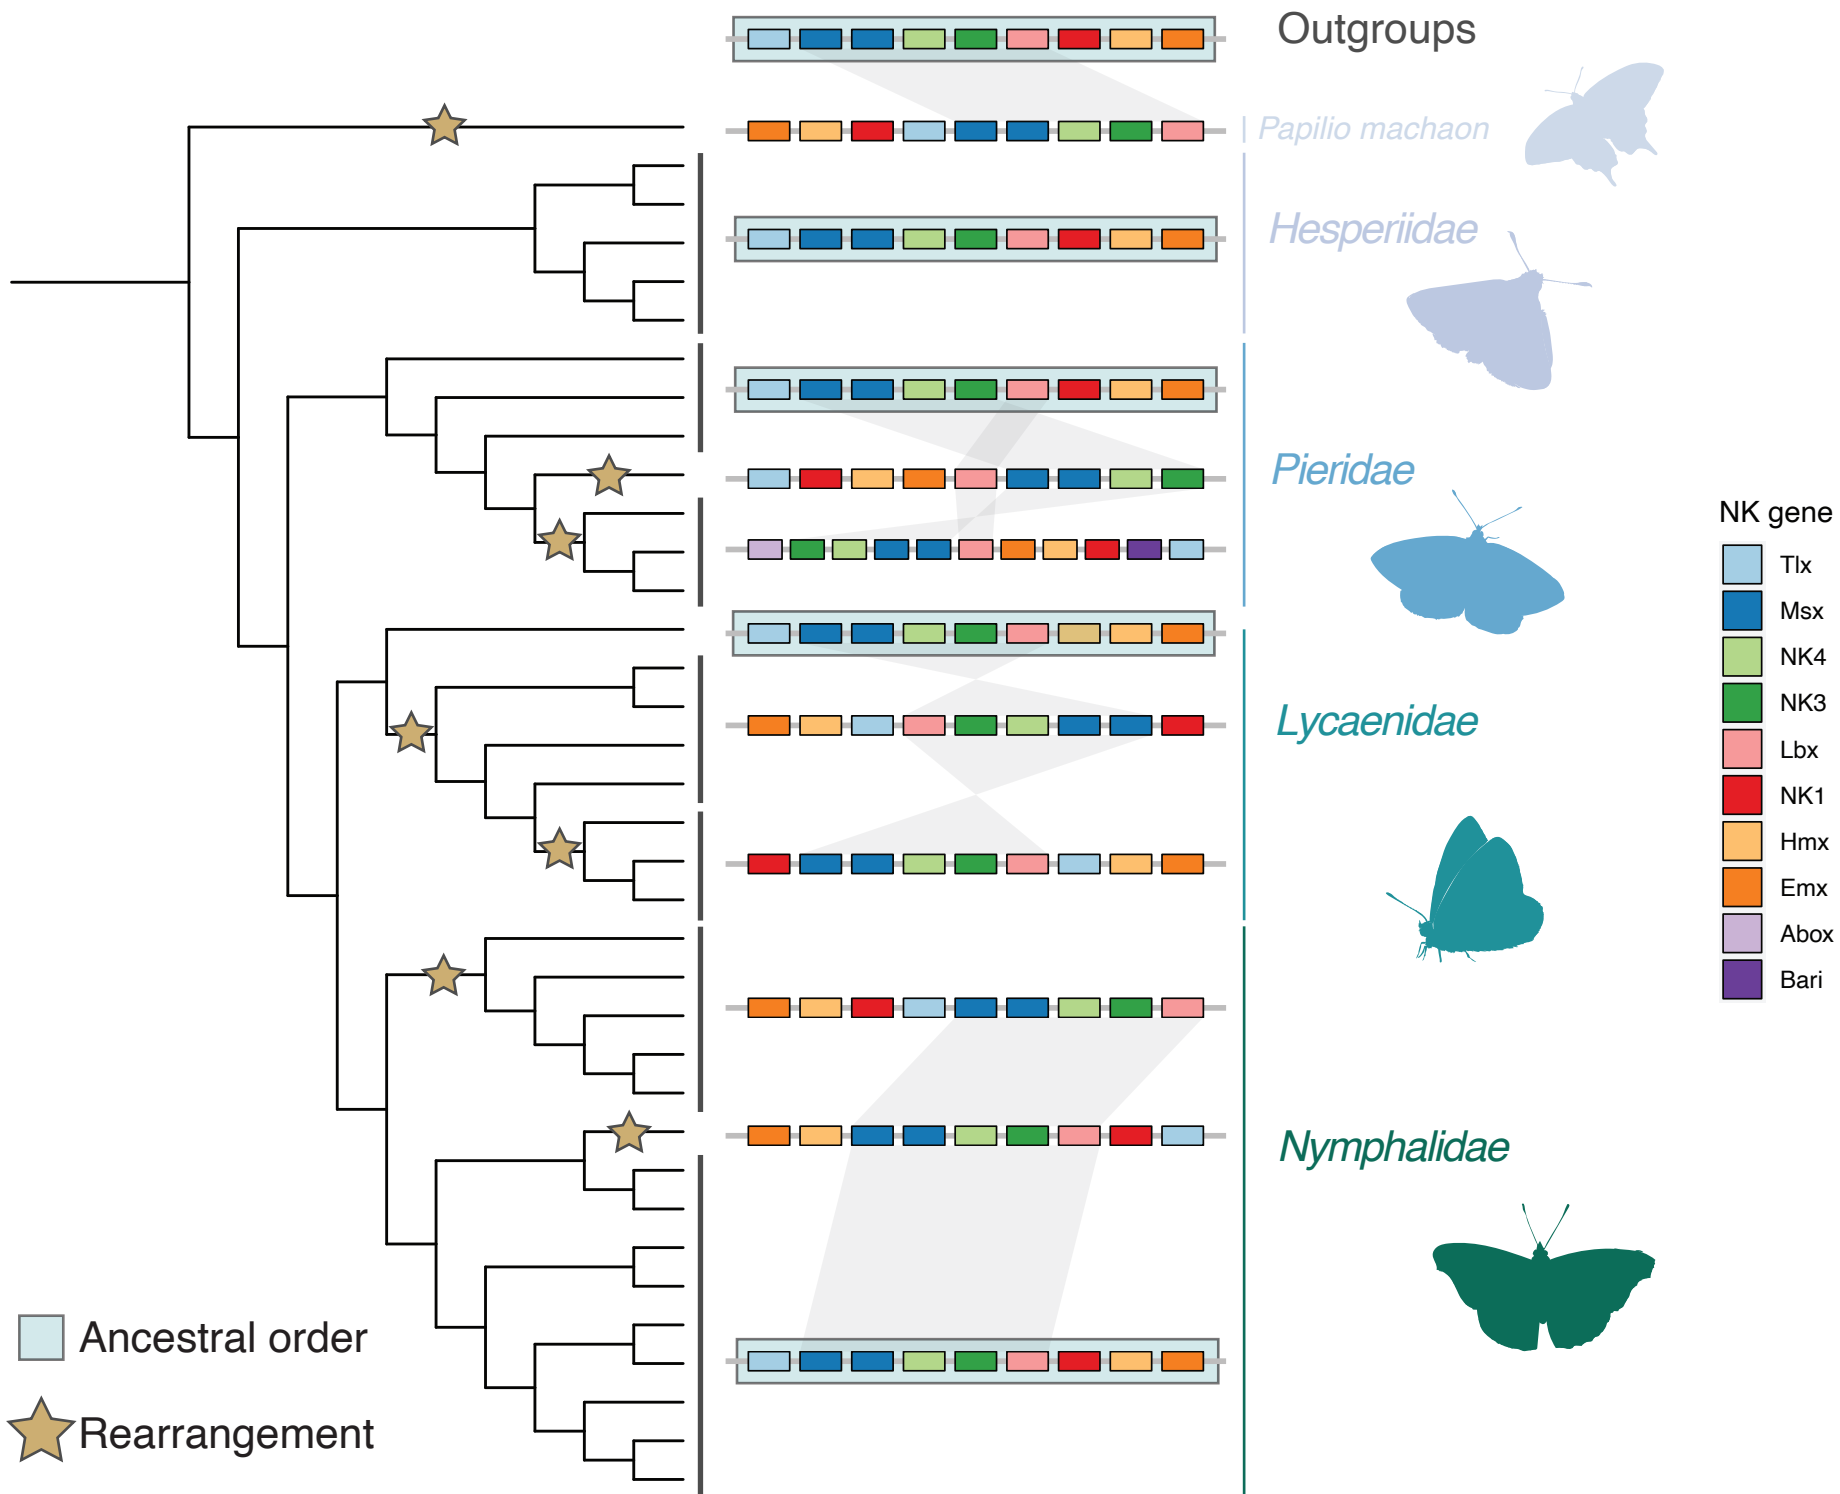 Outgroups
Papilio machaon
Hesperiidae
Pieridae
Lycaenidae
Nymphalidae
NK gene
Tlx
Msx
NK4
NK3
Lbx
NK1
Hmx
Emx
Abox
Bari
Ancestral order
Rearrangement